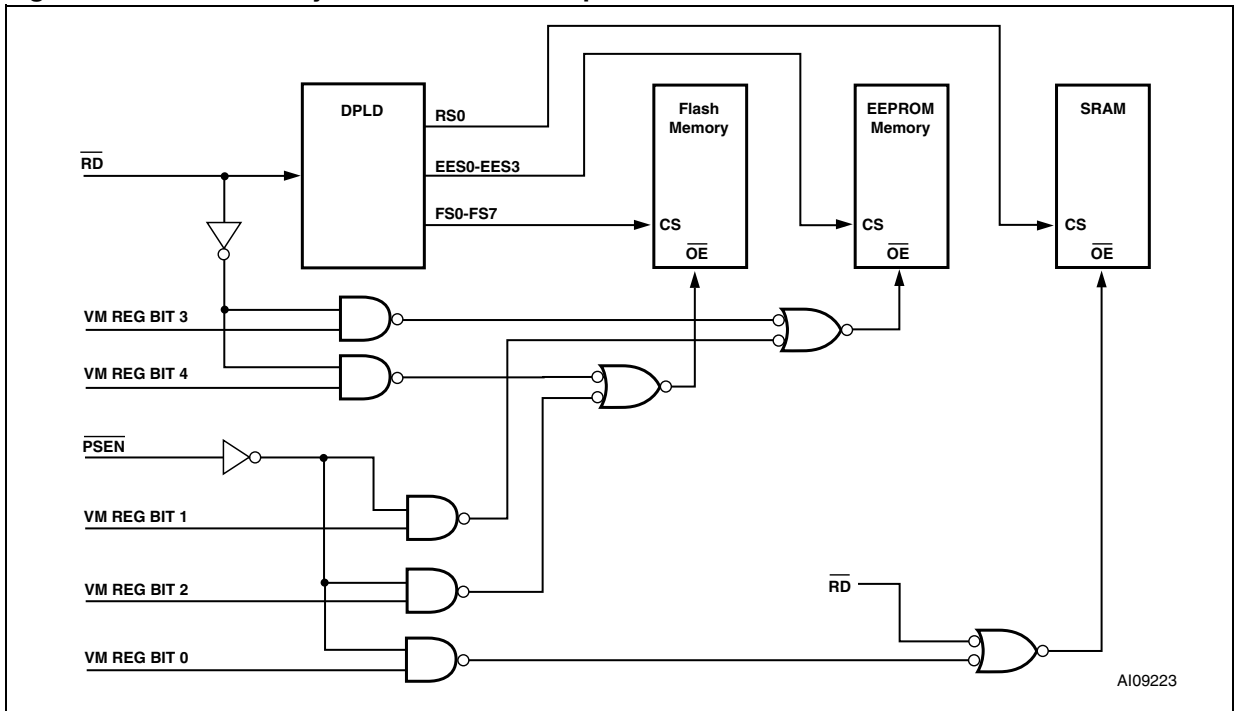 DPLD
RS0
EES0-EES3
FS0-FS7
Flash
Memory
CS
OE
EEPROM
Memory
CS
OE
SRAM
CS
OE
RD
VM REG BIT 3
VM REG BIT 4
PSEN
VM REG BIT 1
VM REG BIT 2
VM REG BIT 0
RD
AI09223